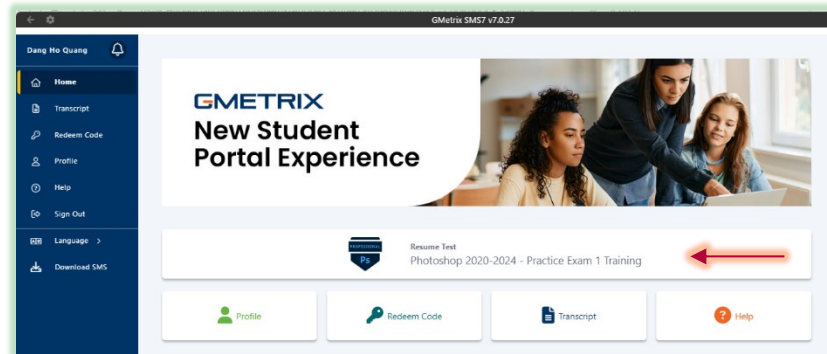 GMetrix SMS7 v7.0.27
Dang Ho Quang
Home
Transcript
Redeem Code
Profile
Help
Sign Out
Language >
Download SMS
GMETRIX
New Student
Portal Experience
PROFESSIONAL
Ps
Resume Test
Photoshop 2020-2024 - Practice Exam 1 Training
Profile
Redeem Code
Transcript
Help